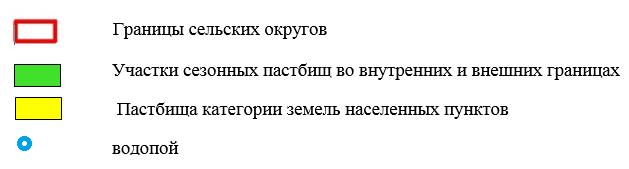 Границы сельских округов
Участки сезонных пастбищ во внутренних и внешних границах
Пастбища категории земель населенных пунктов
водопой